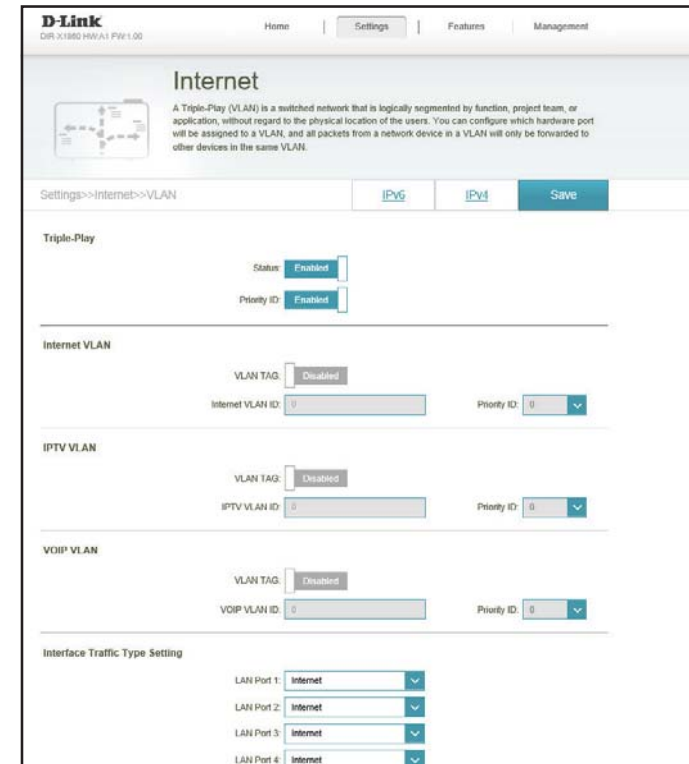 D-Link
DIR-X1860 HW:A1 FW:1.00
Home
Settings
Features
Management
Internet
A Triple-Play (VLAN) is a switched network that is logically segmented by function, project team, or
application, without regard to the physical location of the users. You can configure which hardware port
will be assigned to a VLAN, and all packets from a network device in a VLAN will only be forwarded to
other devices in the same VLAN.
Settings>>Internet>>VLAN
IPv6
IPv4
Save
Triple-Play
Status: Enabled
Priority ID: Enabled
Internet VLAN
VLAN TAG: Disabled
Internet VLAN ID: 0 Priority ID: 0
IPTV VLAN
VLAN TAG: Disabled
IPTV VLAN ID: 0 Priority ID: 0
VOIP VLAN
VLAN TAG: Disabled
VOIP VLAN ID: 0 Priority ID: 0
Interface Traffic Type Setting
LAN Port 1: Internet
LAN Port 2: Internet
LAN Port 3: Internet
LAN Port 4: Internet